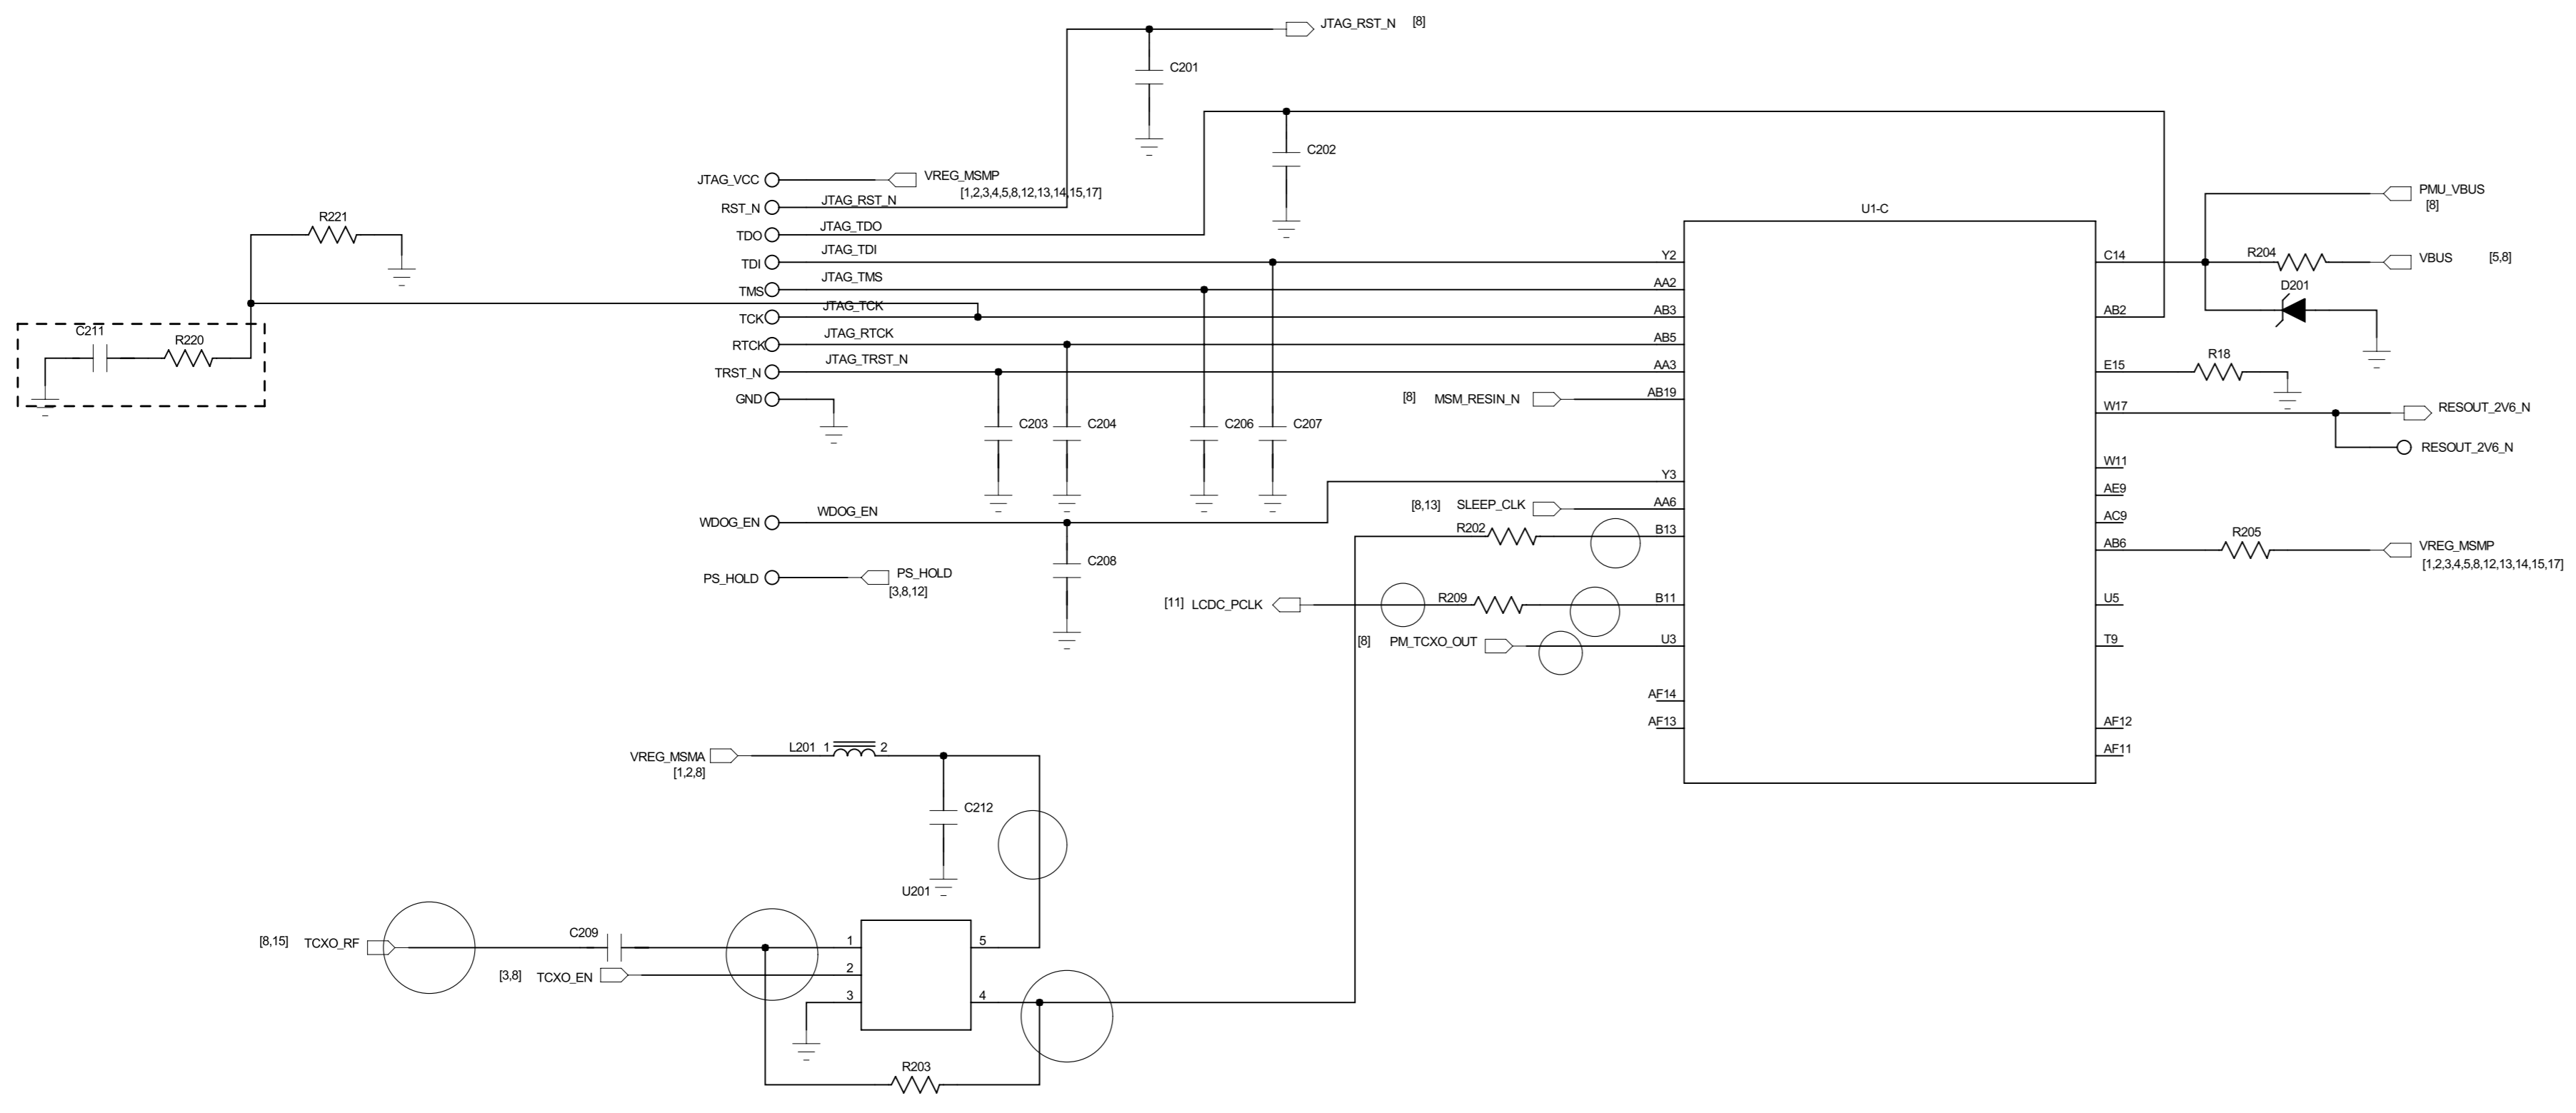 JTAG_RST_N [8]
C201
C202
JTAG_VCC
VREG_MSMP
[1,2,3,4,5,8,12,13,14,15,17]
RST_N
JTAG_RST_N
TDO
JTAG_TDO
TDI
JTAG_TDI
TMS
JTAG_TMS
TCK
JTAG_TCK
RTCK
JTAG_RTCK
TRST_N
JTAG_TRST_N
GND
R221
C211
R220
C203
C204
C206
C207
U1-C
Y2
AA2
AB3
AB5
AA3
[8] MSM_RESIN_N
AB19
Y3
[8,13] SLEEP_CLK
AA6
R202
B13
[11] LCDC_PCLK
R209
B11
[8] PM_TCXO_OUT
U3
AF14
AF13
C14
AB2
E15
W17
W11
AE9
AC9
AB6
U5
T9
AF12
AF11
PMU_VBUS
[8]
R204
VBUS [5,8]
D201
R18
RESOUT_2V6_N
RESOUT_2V6_N
R205
VREG_MSMP
[1,2,3,4,5,8,12,13,14,15,17]
WDOG_EN
WDOG_EN
C208
PS_HOLD
PS_HOLD
[3,8,12]
VREG_MSMA
[1,2,8]
L201 1 2
C212
U201
[8,15] TCXO_RF
C209
1
5
[3,8] TCXO_EN
2
3
4
R203